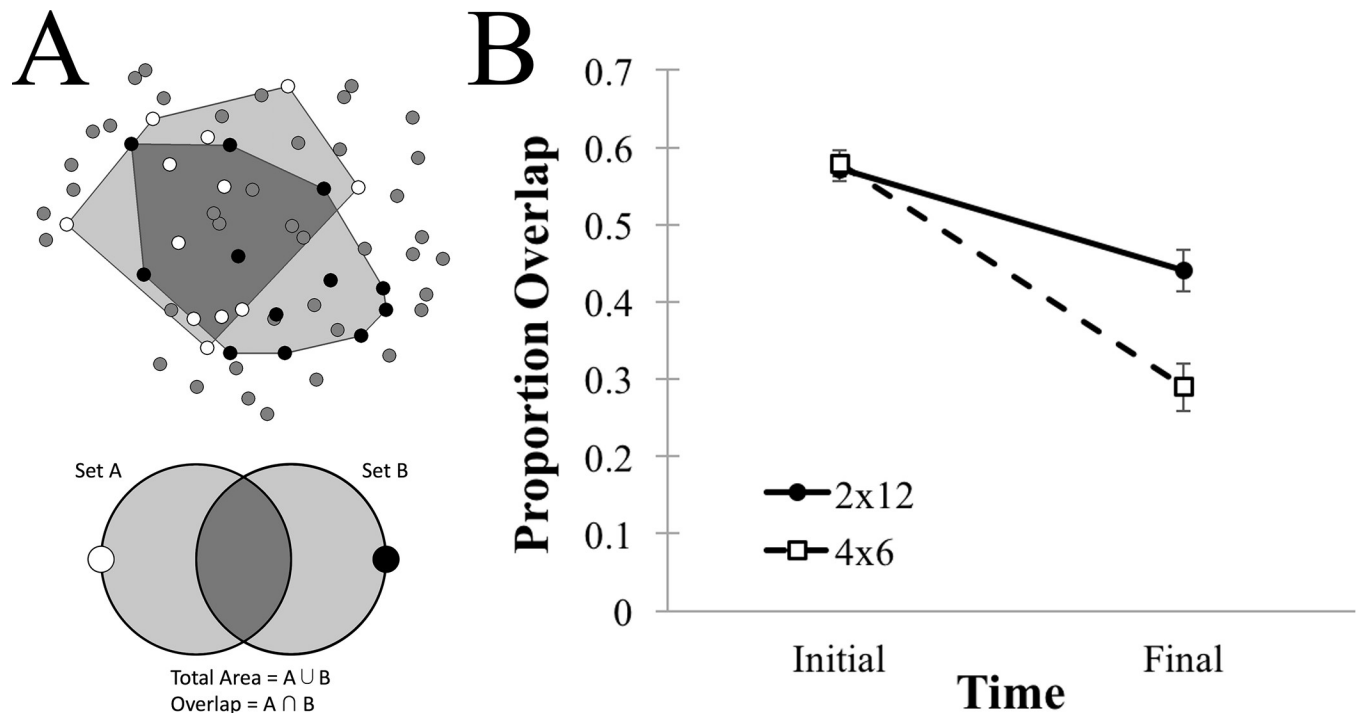 A
Set A
Set B
Total Area = A ∪ B
Overlap = A ∩ B
B
Proportion Overlap
0.7
0.6
0.5
0.4
0.3
0.2
0.1
0
2x12
4x6
Initial
Final
Time